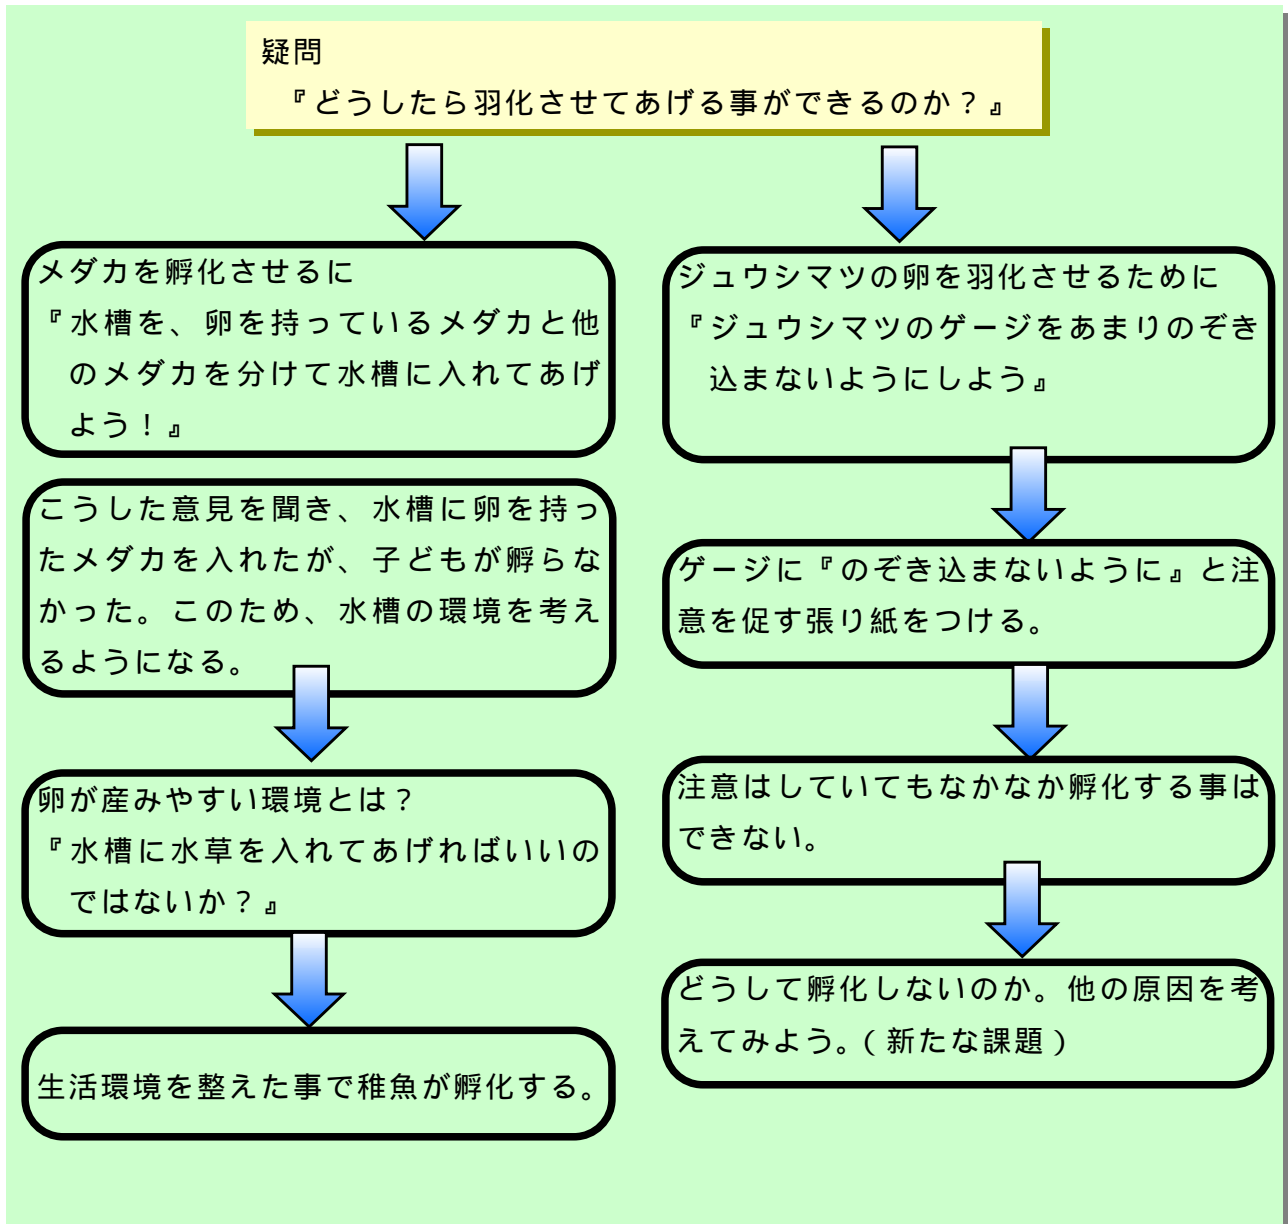 疑問
『どうしたら羽化させてあげる事ができるのか？』
メダカを孵化させるに
『水槽を、卵を持っているメダカと他
のメダカを分けて水槽に入れてあげ
よう！』
こうした意見を聞き、水槽に卵を持っ
たメダカを入れたが、子どもが孵らな
かった。このため、水槽の環境を考え
るようになる。
卵が産みやすい環境とは？
『水槽に水草を入れてあげればいいの
ではないか？』
生活環境を整えた事で稚魚が孵化する。
ジュウシマツの卵を羽化させるために
『ジュウシマツのゲージをあまりのぞき
込まないようにしよう』
ゲージに『のぞき込まないように』と注
意を促す張り紙をつける。
注意はしていてもなかなか孵化する事は
できない。
どうして孵化しないのか。他の原因を考
えてみよう。（新たな課題）